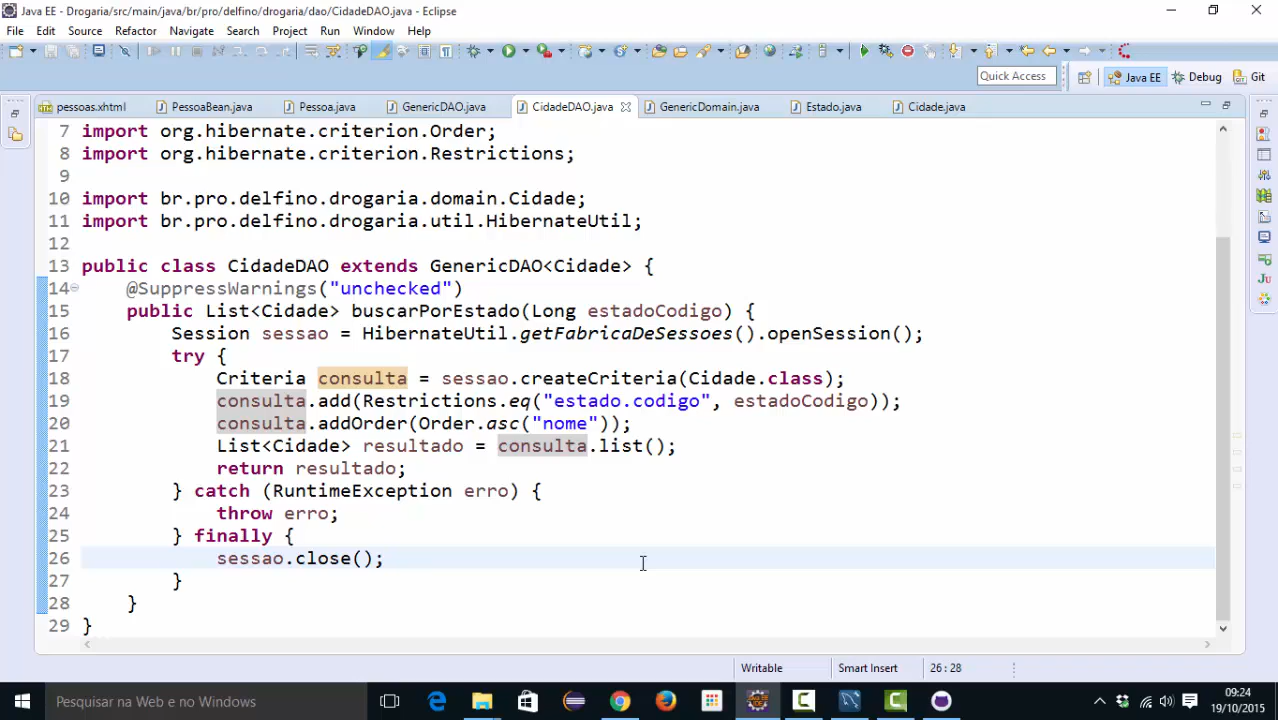 Java EE - Drogaria/src/main/java/br/pro/delfino/drogaria/dao/CidadeDAO.java - Eclipse
File Edit Source Refactor Navigate Search Project Run Window Help
Quick Access Java EE Debug Git
pessoas.xhtml PessoaBean.java Pessoa.java GenericDAO.java CidadeDAO.java GenericDomain.java Estado.java Cidade.java
7 import org.hibernate.criterion.Order;
8 import org.hibernate.criterion.Restrictions;
9
10 import br.pro.delfino.drogaria.domain.Cidade;
11 import br.pro.delfino.drogaria.util.HibernateUtil;
12
13 public class CidadeDAO extends GenericDAO<Cidade> {
14 @SuppressWarnings("unchecked")
15 public List<Cidade> buscarPorEstado(Long estadoCodigo) {
16 Session sessao = HibernateUtil.getFabricaDeSessoes().openSession();
17 try {
18 Criteria consulta = sessao.createCriteria(Cidade.class);
19 consulta.add(Restrictions.eq("estado.codigo", estadoCodigo));
20 consulta.addOrder(Order.asc("nome"));
21 List<Cidade> resultado = consulta.list();
22 return resultado;
23 } catch (RuntimeException erro) {
24 throw erro;
25 } finally {
26 sessao.close();
27 }
28 }
29 }
Writable Smart Insert 26 : 28
Pesquisar na Web e no Windows
09:24
19/10/2015